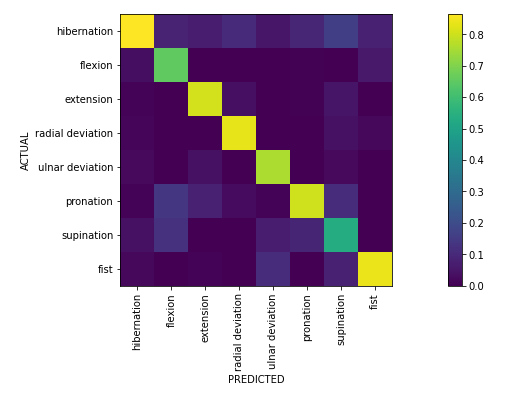 hibernation
flexion
extension
radial deviation
ulnar deviation
pronation
supination
fist
ACTUAL
hibernation
flexion
extension
radial deviation
ulnar deviation
pronation
supination
fist
PREDICTED
0.8
0.7
0.6
0.5
0.4
0.3
0.2
0.1
0.0